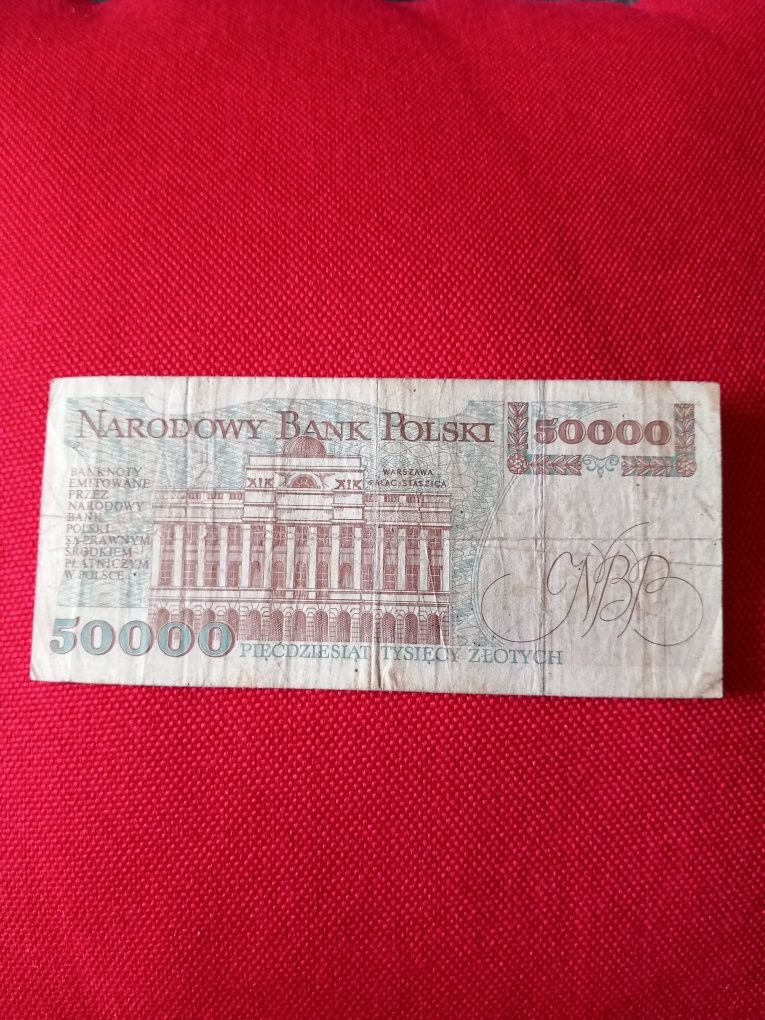 NARODOWY BANK POLSKI
50000
BANKNOTY
EMITOWANE
PRZEZ
NARODOWY
BANK
POLSKI
SĄ PRAWNYM
ŚRODKIEM
PŁATNICZYM
W POLSCE
WARSZAWA
PAŁAC STASZICA
NBP
50000
PIĘĆDZIESIĄT TYSIĘCY ZŁOTYCH